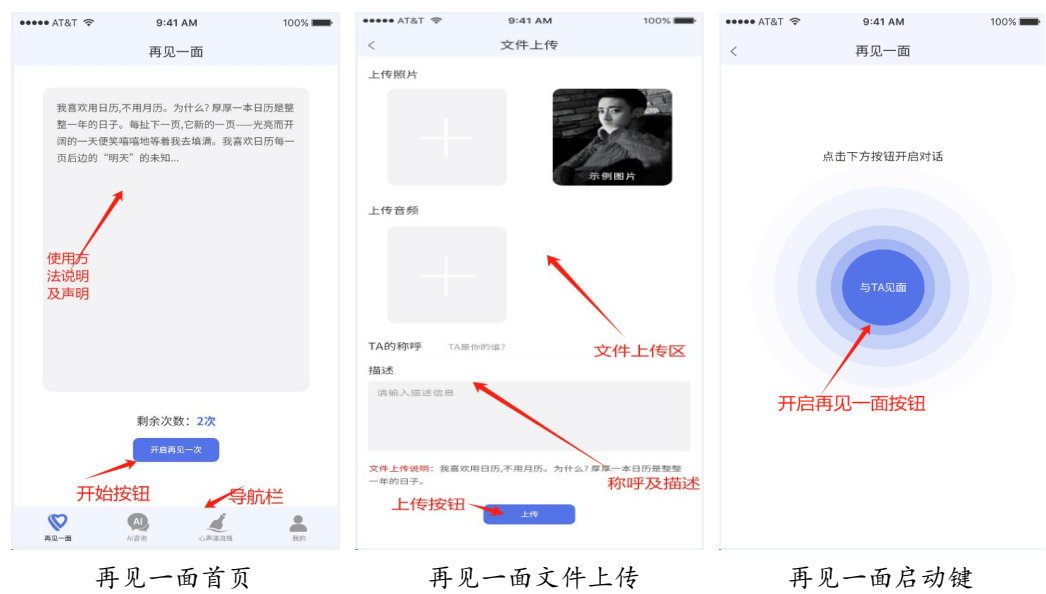 ●●●●● AT&T 9:41 AM 100%
再见一面
我喜欢用日历,不用月历。为什么? 厚厚一本日历是整
整一年的日子。每扯下一页,它新的一页——光亮而开
阔的一天便笑嘻嘻地等着我去填满。我喜欢日历每一
页后边的“明天”的未知...
使用方
法说明
及声明
剩余次数：2次
开启再见一次
开始按钮
导航栏
再见一面
AI
AI咨询
心声漂流瓶
我的
再见一面首页
●●●●● AT&T 9:41 AM 100%
< 文件上传
上传照片
示例图片
上传音频
文件上传区
TA的称呼 TA是你的谁?
描述
请输入描述信息
文件上传说明：我喜欢用日历,不用月历。为什么? 厚厚一本日历是整整
一年的日子。
称呼及描述
上传按钮
上传
再见一面文件上传
●●●●● AT&T 9:41 AM 100%
< 再见一面
点击下方按钮开启对话
与TA见面
开启再见一面按钮
再见一面启动键